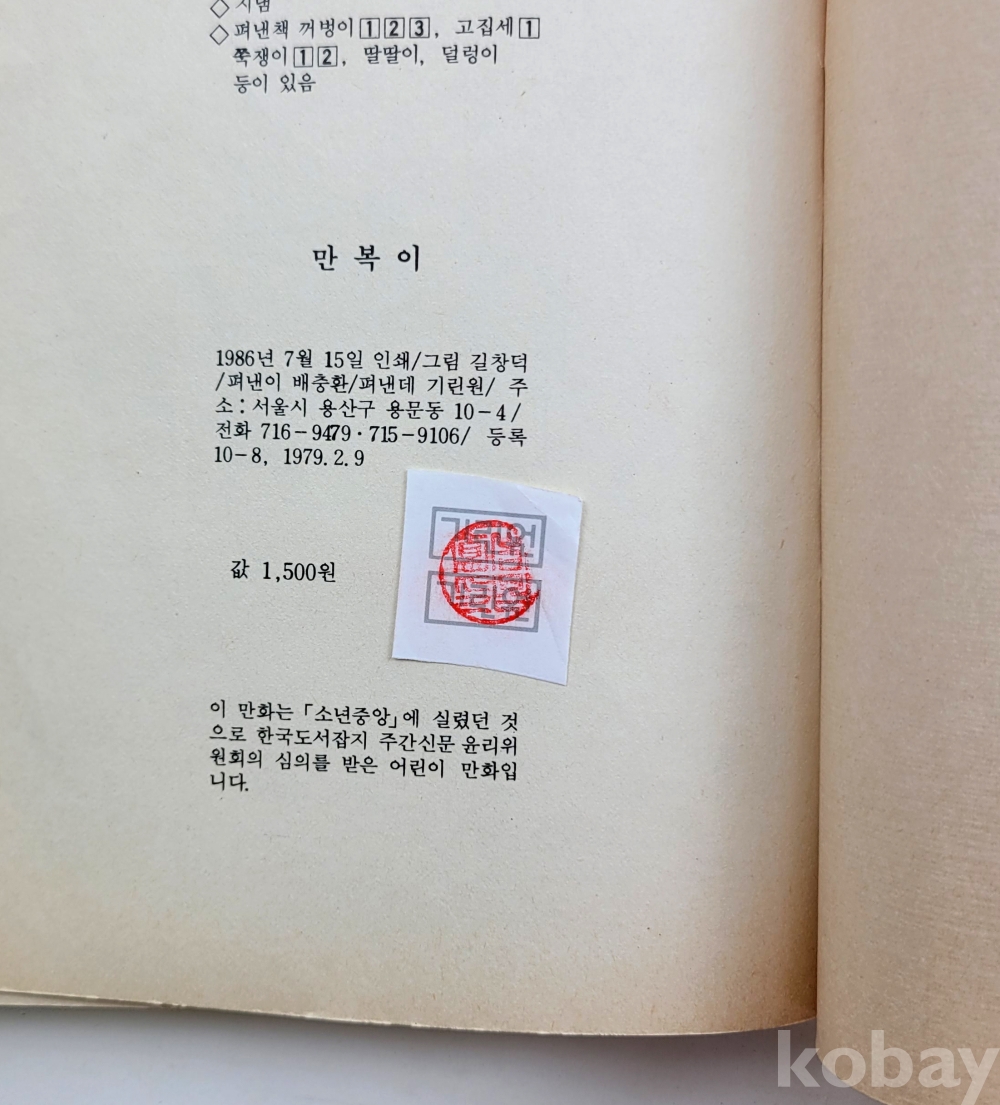 ◇ 지냄
◇ 펴낸책 꺼벙이 1 2 3, 고집세 1
쭉쟁이 1 2, 딸딸이, 덜렁이
등이 있음
만 복 이
1986년 7월 15일 인쇄/그림 길창덕
/펴낸이 배충환/펴낸데 기린원/ 주
소: 서울시 용산구 용문동 10-4/
전화 716-9479·715-9106/ 등록
10-8, 1979.2.9
기린원
기린원
값 1,500원
이 만화는 「소년중앙」에 실렸던 것
으로 한국도서잡지 주간신문 윤리위
원회의 심의를 받은 어린이 만화입
니다.
kobay